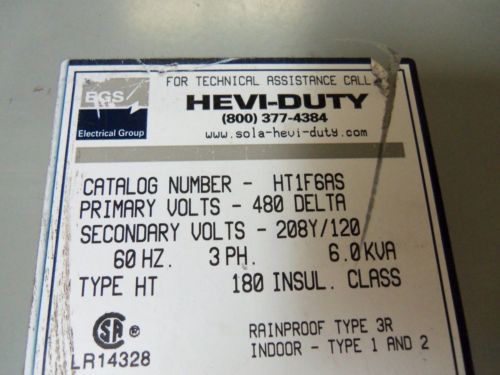 FOR TECHNICAL ASSISTANCE CALL
EGS
Electrical Group
HEVI-DUTY
(800) 377-4384
www.sola-hevi-duty.com
CATALOG NUMBER - HT1F6AS
PRIMARY VOLTS - 480 DELTA
SECONDARY VOLTS - 208Y/120
60 HZ. 3 PH. 6.0 KVA
TYPE HT 180 INSUL. CLASS
SA ®
LR14328
RAINPROOF TYPE 3R
INDOOR - TYPE 1 AND 2